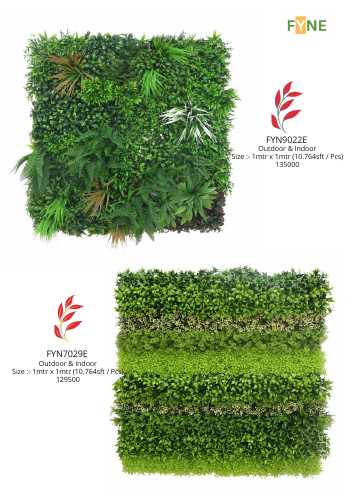 FYNE
FYN9022E
Outdoor & Indoor
Size :- 1mtr x 1mtr (10.764sft / Pcs)
135000
FYN7029E
Outdoor & Indoor
Size :- 1mtr x 1mtr (10.764sft / Pcs)
129500